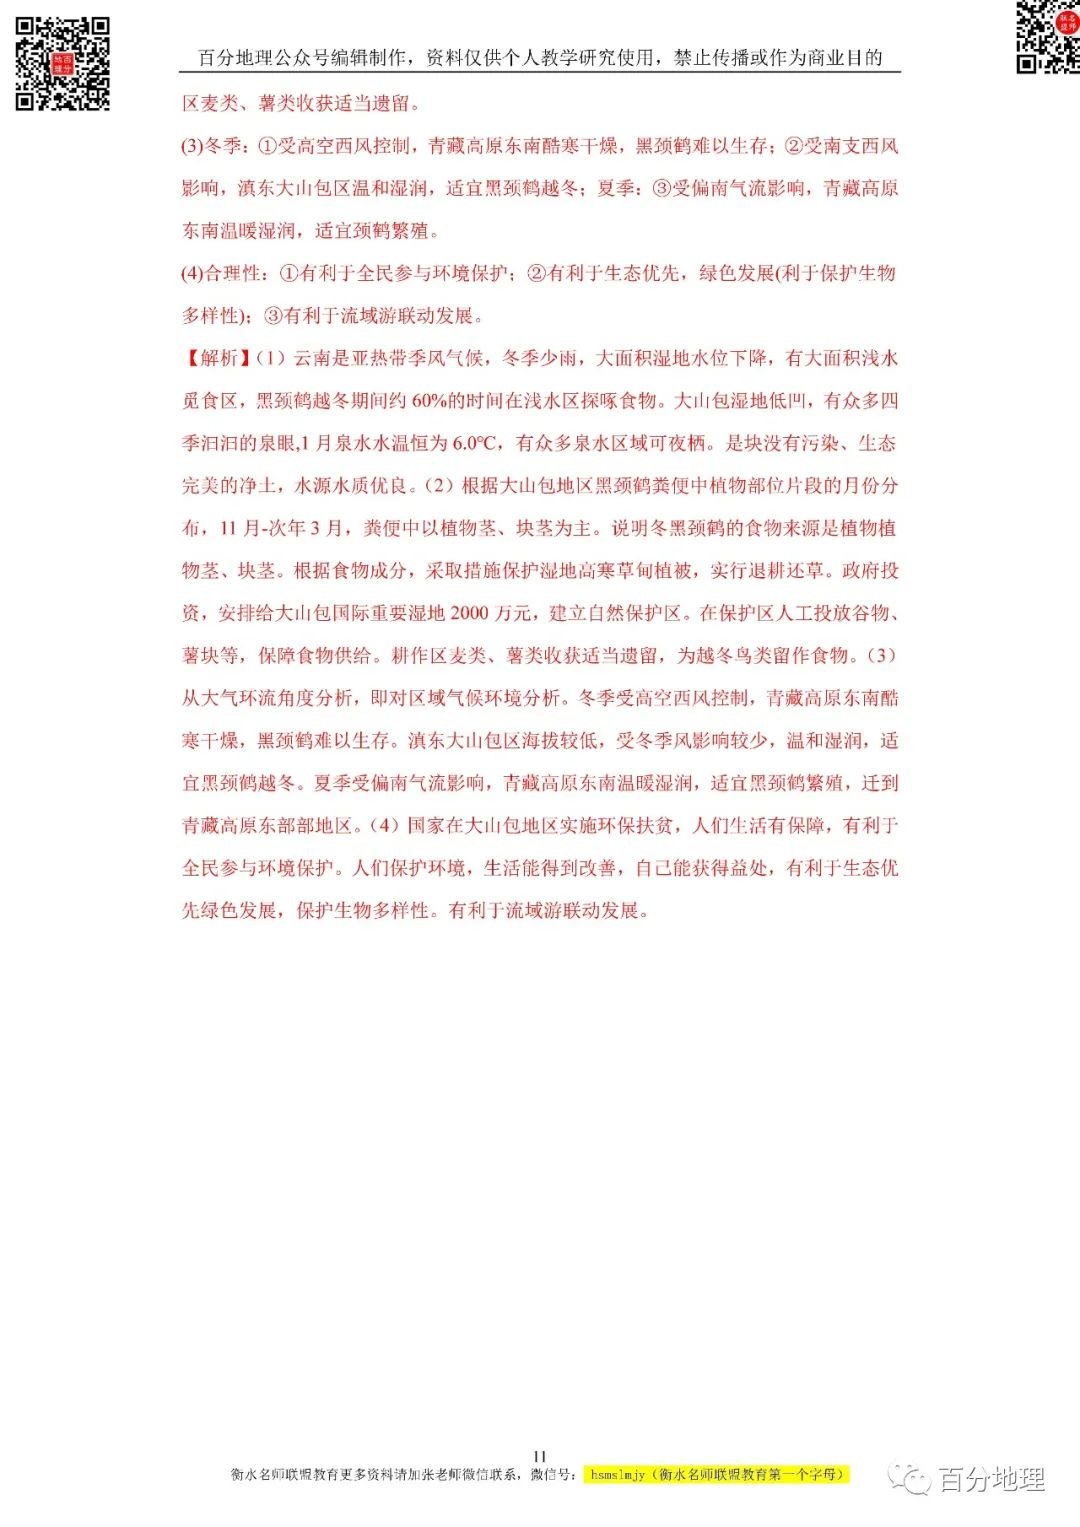 百分地理公众号编辑制作，资料仅供个人教学研究使用，禁止传播或作为商业目的
区麦类、薯类收获适当遗留。
(3)冬季：①受高空西风控制，青藏高原东南酷寒干燥，黑颈鹤难以生存；②受南支西风
影响，滇东大山包区温和湿润，适宜黑颈鹤越冬；夏季：③受偏南气流影响，青藏高原
东南温暖湿润，适宜颈鹤繁殖。
(4)合理性：①有利于全民参与环境保护；②有利于生态优先，绿色发展(利于保护生物
多样性)；③有利于流域游联动发展。
【解析】（1）云南是亚热带季风气候，冬季少雨，大面积湿地水位下降，有大面积浅水
觅食区，黑颈鹤越冬期间约 60%的时间在浅水区探啄食物。大山包湿地低凹，有众多四
季汩汩的泉眼,1 月泉水水温恒为 6.0℃，有众多泉水区域可夜栖。是块没有污染、生态
完美的净土，水源水质优良。（2）根据大山包地区黑颈鹤粪便中植物部位片段的月份分
布，11 月-次年 3 月，粪便中以植物茎、块茎为主。说明冬黑颈鹤的食物来源是植物植
物茎、块茎。根据食物成分，采取措施保护湿地高寒草甸植被，实行退耕还草。政府投
资，安排给大山包国际重要湿地 2000 万元，建立自然保护区。在保护区人工投放谷物、
薯块等，保障食物供给。耕作区麦类、薯类收获适当遗留，为越冬鸟类留作食物。（3）
从大气环流角度分析，即对区域气候环境分析。冬季受高空西风控制，青藏高原东南酷
寒干燥，黑颈鹤难以生存。滇东大山包区海拔较低，受冬季风影响较少，温和湿润，适
宜黑颈鹤越冬。夏季受偏南气流影响，青藏高原东南温暖湿润，适宜黑颈鹤繁殖，迁到
青藏高原东部部地区。（4）国家在大山包地区实施环保扶贫，人们生活有保障，有利于
全民参与环境保护。人们保护环境，生活能得到改善，自己能获得益处，有利于生态优
先绿色发展，保护生物多样性。有利于流域游联动发展。
11
衡水名师联盟教育更多资料请加张老师微信联系，微信号： hsmslmjy（衡水名师联盟教育第一个字母）
百分地理